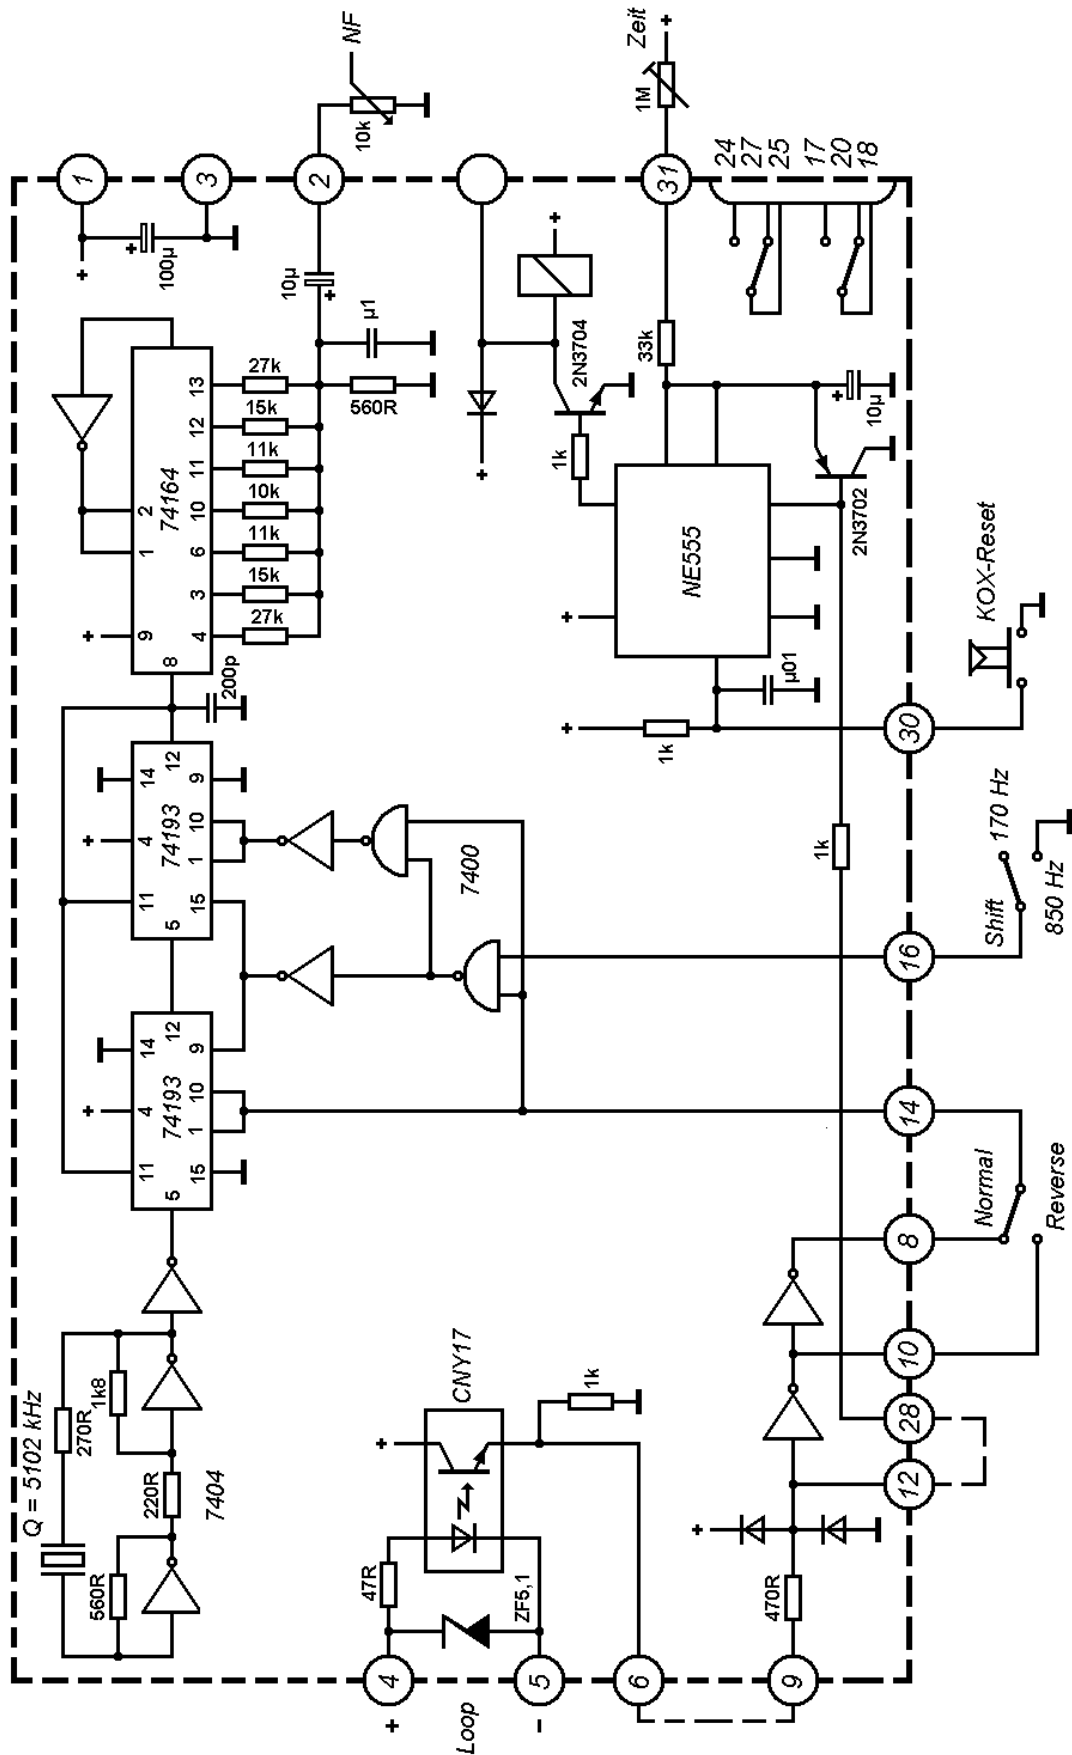 Q = 5102 kHz
560R
270R
1k8
220R
7404
5
11
4
14
12
74193
15
1
10
9
5
11
4
14
12
74193
15
1
10
9
200p
8
9
1
2
74164
4
3
6
10
11
12
13
27k
15k
11k
10k
11k
15k
27k
560R
µ1
10µ
+
+
+
+
+
+
100µ
1
3
2
10k
NF
7400
+
4
Loop
-
5
47R
ZF5,1
CNY17
+
1k
6
9
470R
+
12
28
10
8
14
16
30
Normal
Reverse
Shift
170 Hz
850 Hz
KOX-Reset
1k
+
1k
µ01
+
NE555
1k
2N3704
+
+
33k
2N3702
+
10µ
31
1M
Zeit
+
24
27
25
17
20
18